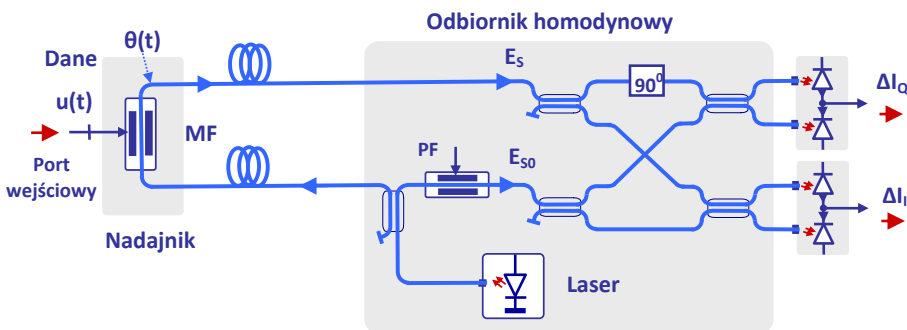 Odbiornik homodynowy
θ(t)
Dane
E_S
90⁰
ΔI_Q
u(t)
MF
PF
E_S0
Port
wejściowy
ΔI_I
Nadajnik
Laser